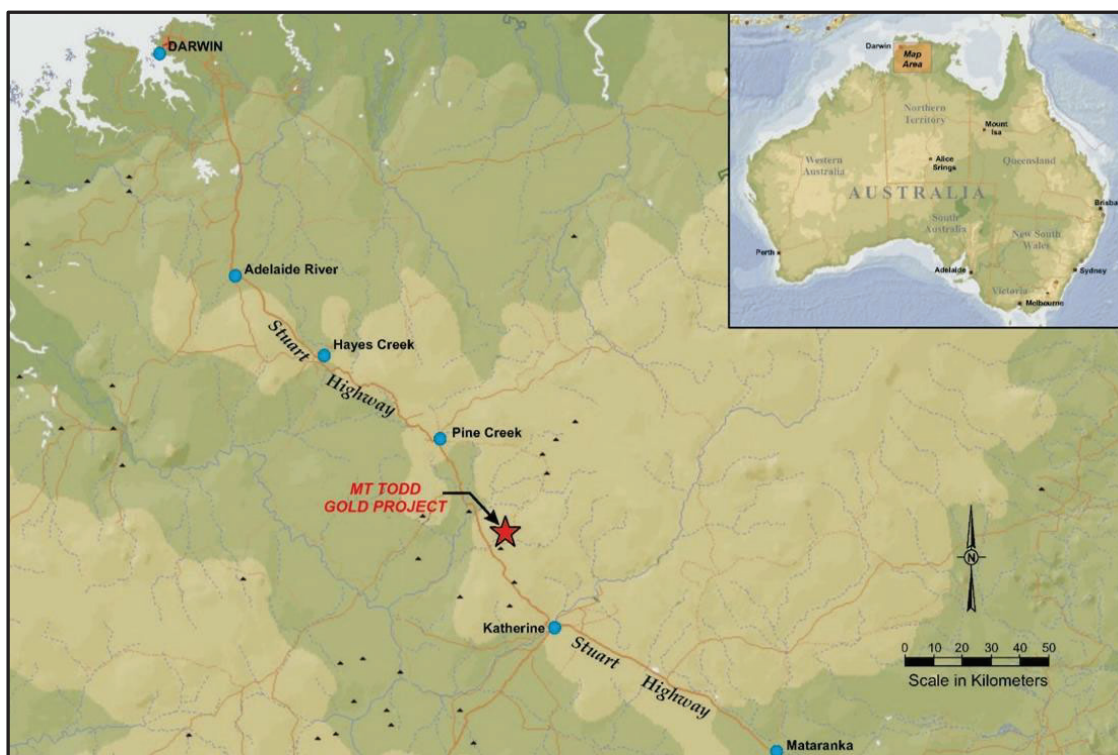 DARWIN
Adelaide River
Stuart
Highway
Hayes Creek
Pine Creek
MT TODD
GOLD PROJECT
Katherine
Stuart
Highway
Mataranka
N
0 10 20 30 40 50
Scale in Kilometers
Darwin
Map
Area
Northern
Territory
Mount
Isa
Western
Australia
Alice
Srings
Queensland
AUSTRALIA
South
Australia
Brisba
New South
Wales
Perth
Adelaide
Sydney
Victoria
Melbourne